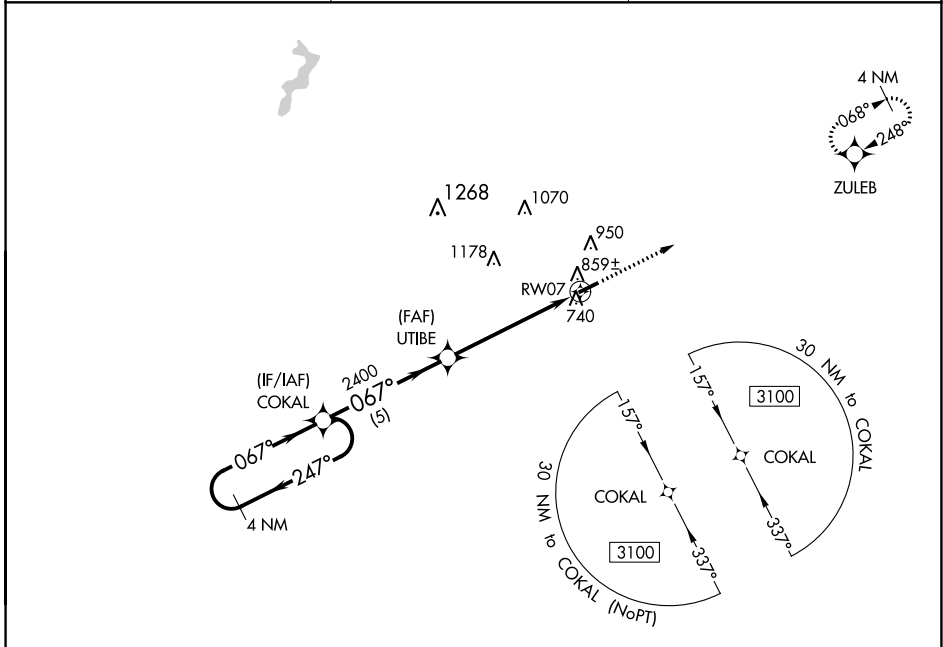 4 NM
068°
248°
ZULEB
1268
1070
1178
950
859±
RW07
740
(FAF)
UTIBE
(IF/IAF)
COKAL
2400
067°
(5)
067°
247°
4 NM
30 NM to COKAL
157°
3100
COKAL
337°
157°
COKAL
3100
337°
30 NM to COKAL (NoPT)